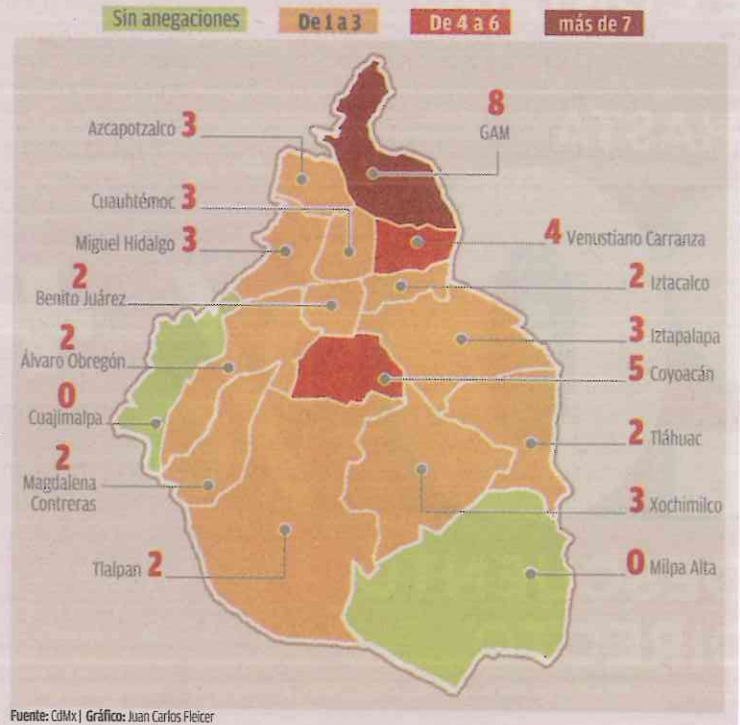 Sin anegaciones De 1 a 3 De 4 a 6 más de 7
8
GAM
Azcapotzalco 3
Cuauhtémoc 3
Miguel Hidalgo 3
4 Venustiano Carranza
2
Benito Juárez
2 Iztacalco
2
Álvaro Obregón
3 Iztapalapa
5 Coyoacán
0
Cuajimalpa
2 Tláhuac
2
Magdalena
Contreras
3 Xochimilco
Tlalpan 2
0 Milpa Alta
Fuente: CdMx | Gráfico: Juan Carlos Fleicer